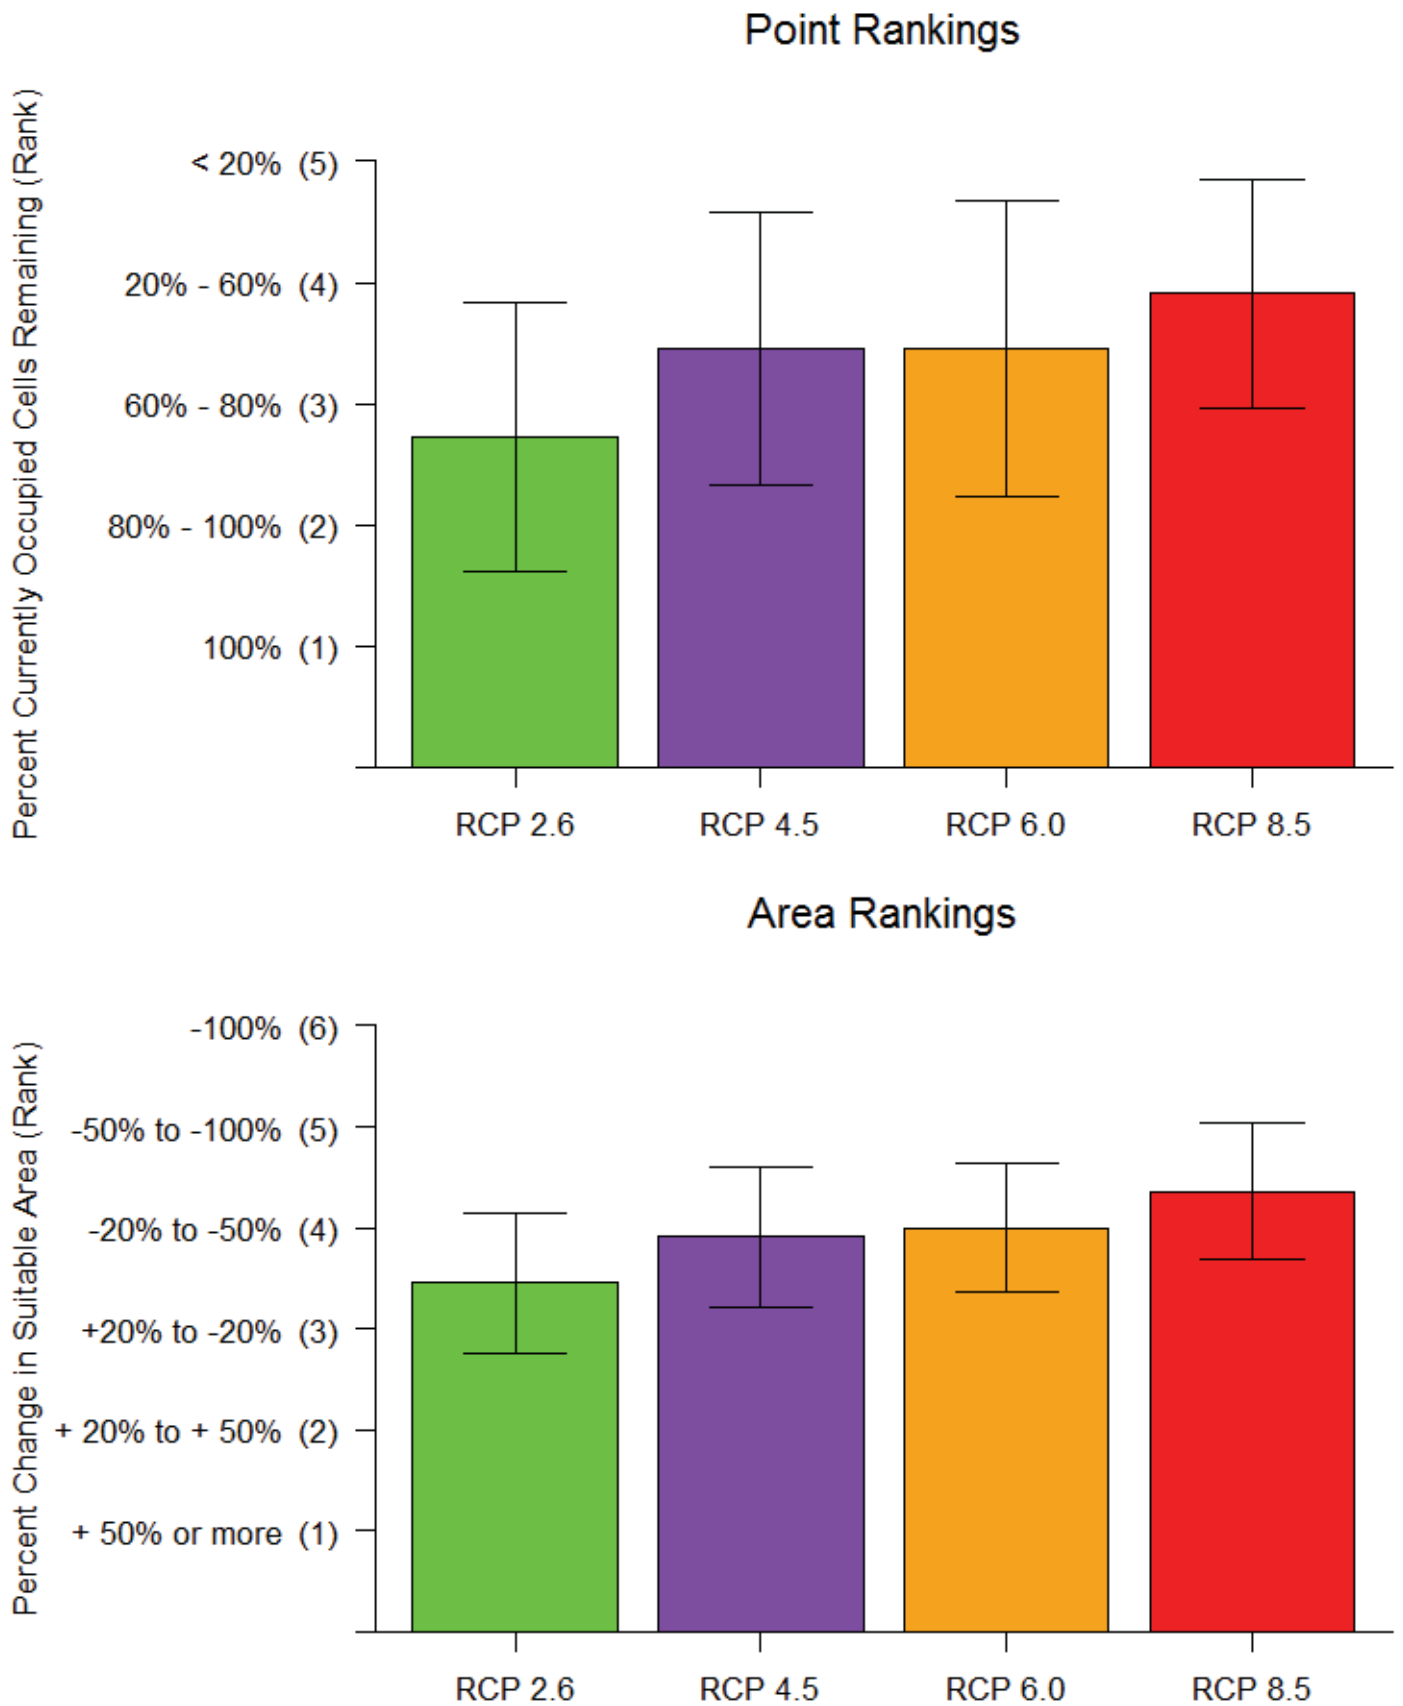 Point Rankings
Percent Currently Occupied Cells Remaining (Rank)
< 20% (5)
20% - 60% (4)
60% - 80% (3)
80% - 100% (2)
100% (1)
RCP 2.6 RCP 4.5 RCP 6.0 RCP 8.5
Area Rankings
Percent Change in Suitable Area (Rank)
-100% (6)
-50% to -100% (5)
-20% to -50% (4)
+20% to -20% (3)
+ 20% to + 50% (2)
+ 50% or more (1)
RCP 2.6 RCP 4.5 RCP 6.0 RCP 8.5